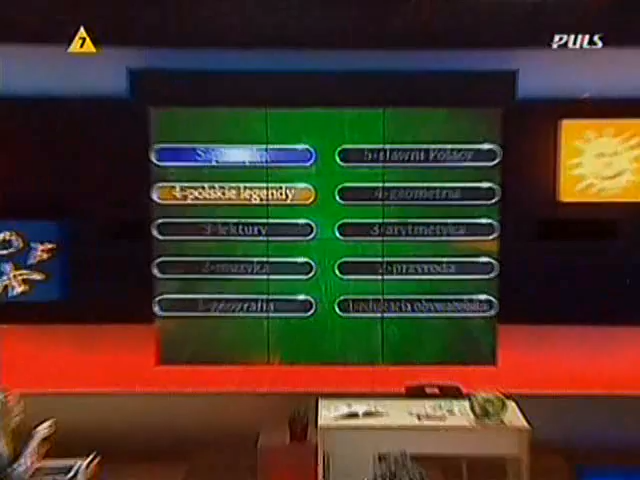 7
PULS
5-sławni Polacy
4-polskie legendy
4-geometria
3-lektury
3-arytmetyka
2-muzyka
2-przyroda
1-geografia
1-edukacja obywatelska